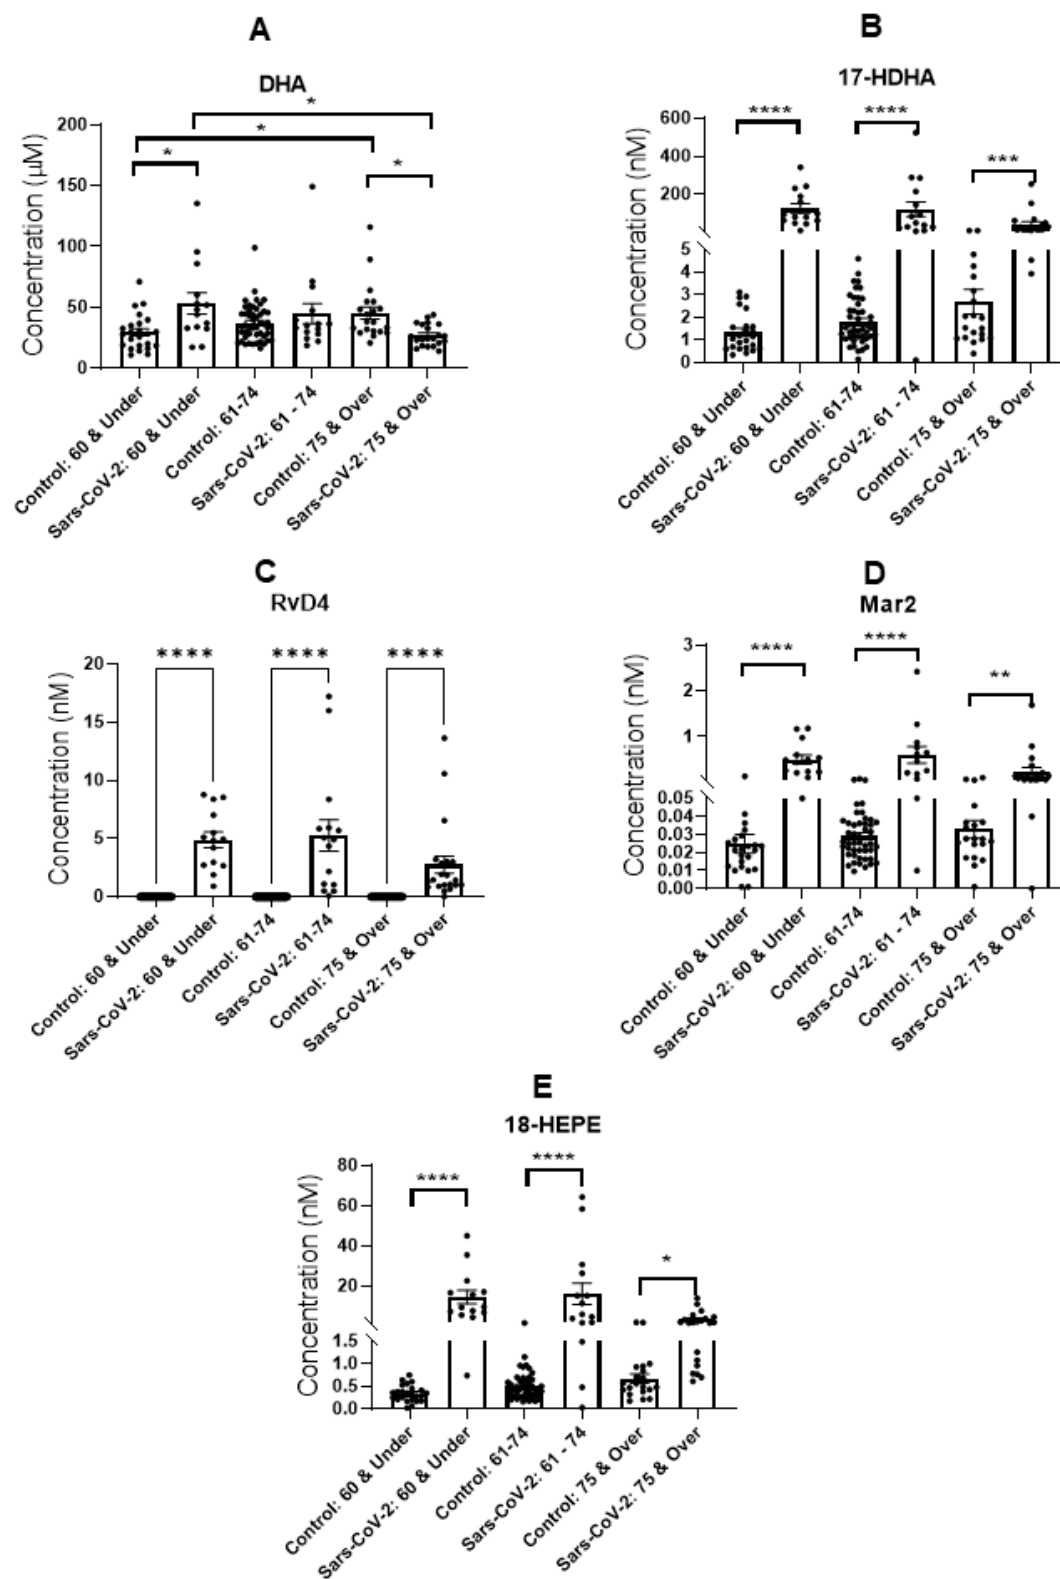 A
DHA
*
*
*
*
Concentration (μM)
200
150
100
50
0
Control: 60 & Under
Sars-CoV-2: 60 & Under
Control: 61-74
Sars-CoV-2: 61 - 74
Control: 75 & Over
Sars-CoV-2: 75 & Over
B
17-HDHA
****
****
***
Concentration (nM)
600
400
200
5
4
3
2
1
0
Control: 60 & Under
Sars-CoV-2: 60 & Under
Control: 61-74
Sars-CoV-2: 61 - 74
Control: 75 & Over
Sars-CoV-2: 75 & Over
C
RvD4
****
****
****
Concentration (nM)
20
15
10
5
0
Control: 60 & Under
Sars-CoV-2: 60 & Under
Control: 61-74
Sars-CoV-2: 61-74
Control: 75 & Over
Sars-CoV-2: 75 & Over
D
Mar2
****
****
**
Concentration (nM)
3
2
1
0.05
0.04
0.03
0.02
0.01
0.00
Control: 60 & Under
Sars-CoV-2: 60 & Under
Control: 61-74
Sars-CoV-2: 61 - 74
Control: 75 & Over
Sars-CoV-2: 75 & Over
E
18-HEPE
****
****
*
Concentration (nM)
80
60
40
20
1.5
1.0
0.5
0.0
Control: 60 & Under
Sars-CoV-2: 60 & Under
Control: 61-74
Sars-CoV-2: 61 - 74
Control: 75 & Over
Sars-CoV-2: 75 & Over